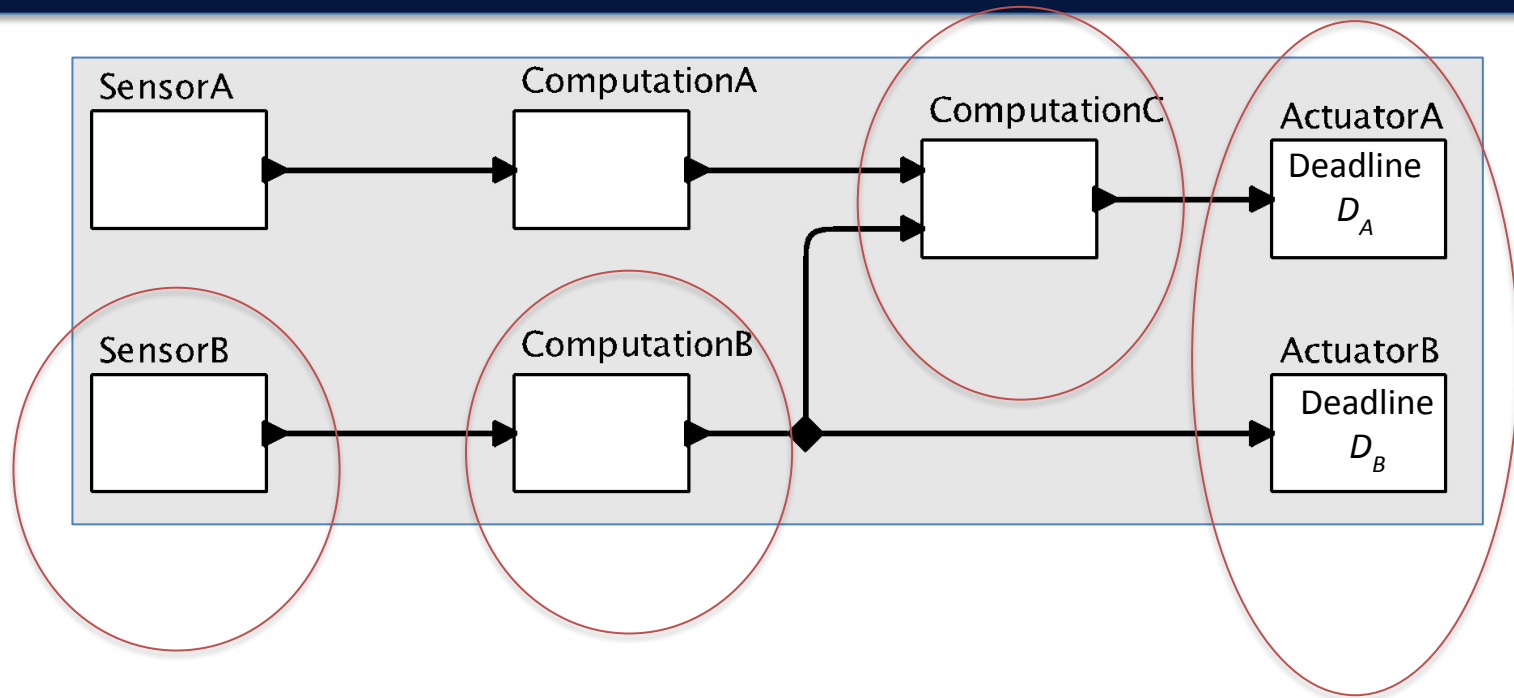 SensorA
ComputationA
ComputationC
ActuatorA
Deadline
D_A
SensorB
ComputationB
ActuatorB
Deadline
D_B